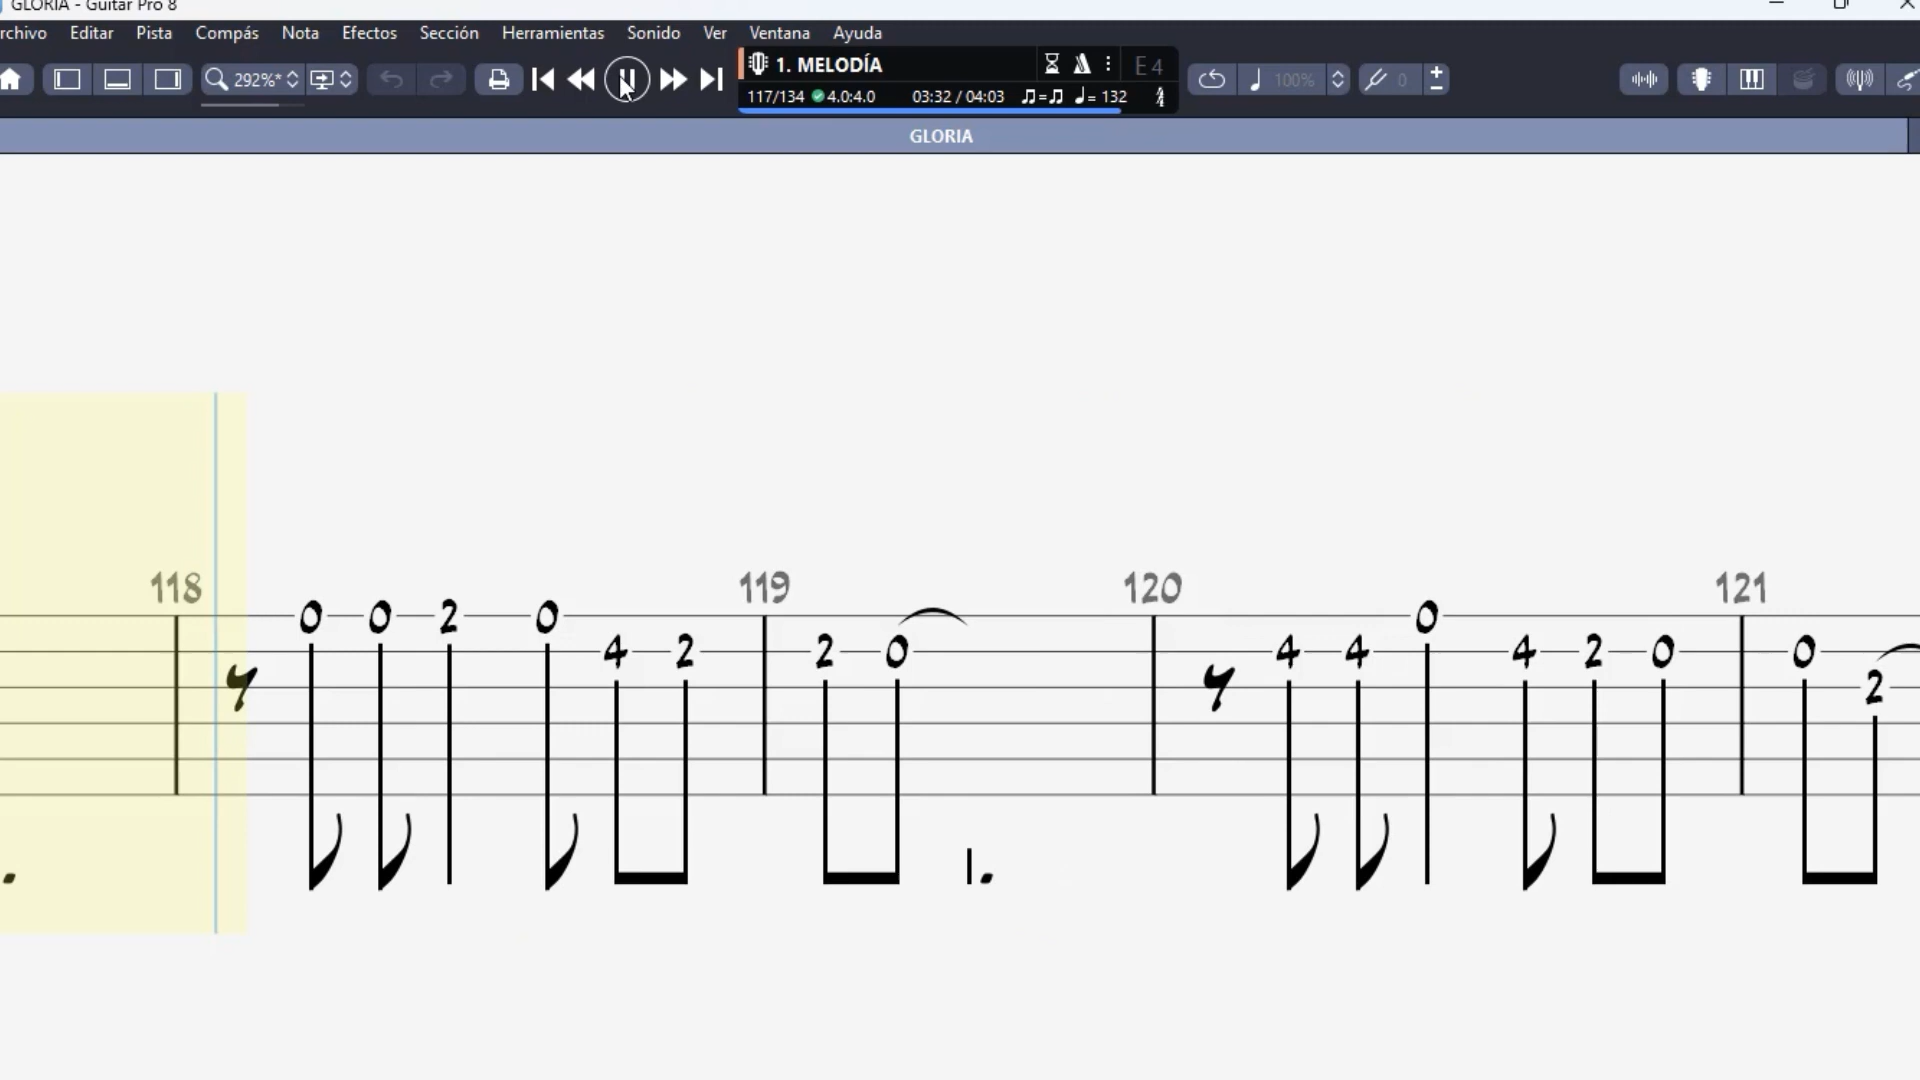 GLORIA - Guitar Pro 8
rchivo Editar Pista Compás Nota Efectos Sección Herramientas Sonido Ver Ventana Ayuda
292%* 1. MELODÍA E 4 100% 0
117/134 4.0:4.0 03:32 / 04:03 ♫=♫ ♩= 132
GLORIA
118 119 120 121
0 0 2 0 0
4 2 2 0 4 4 4 2 0 0
2